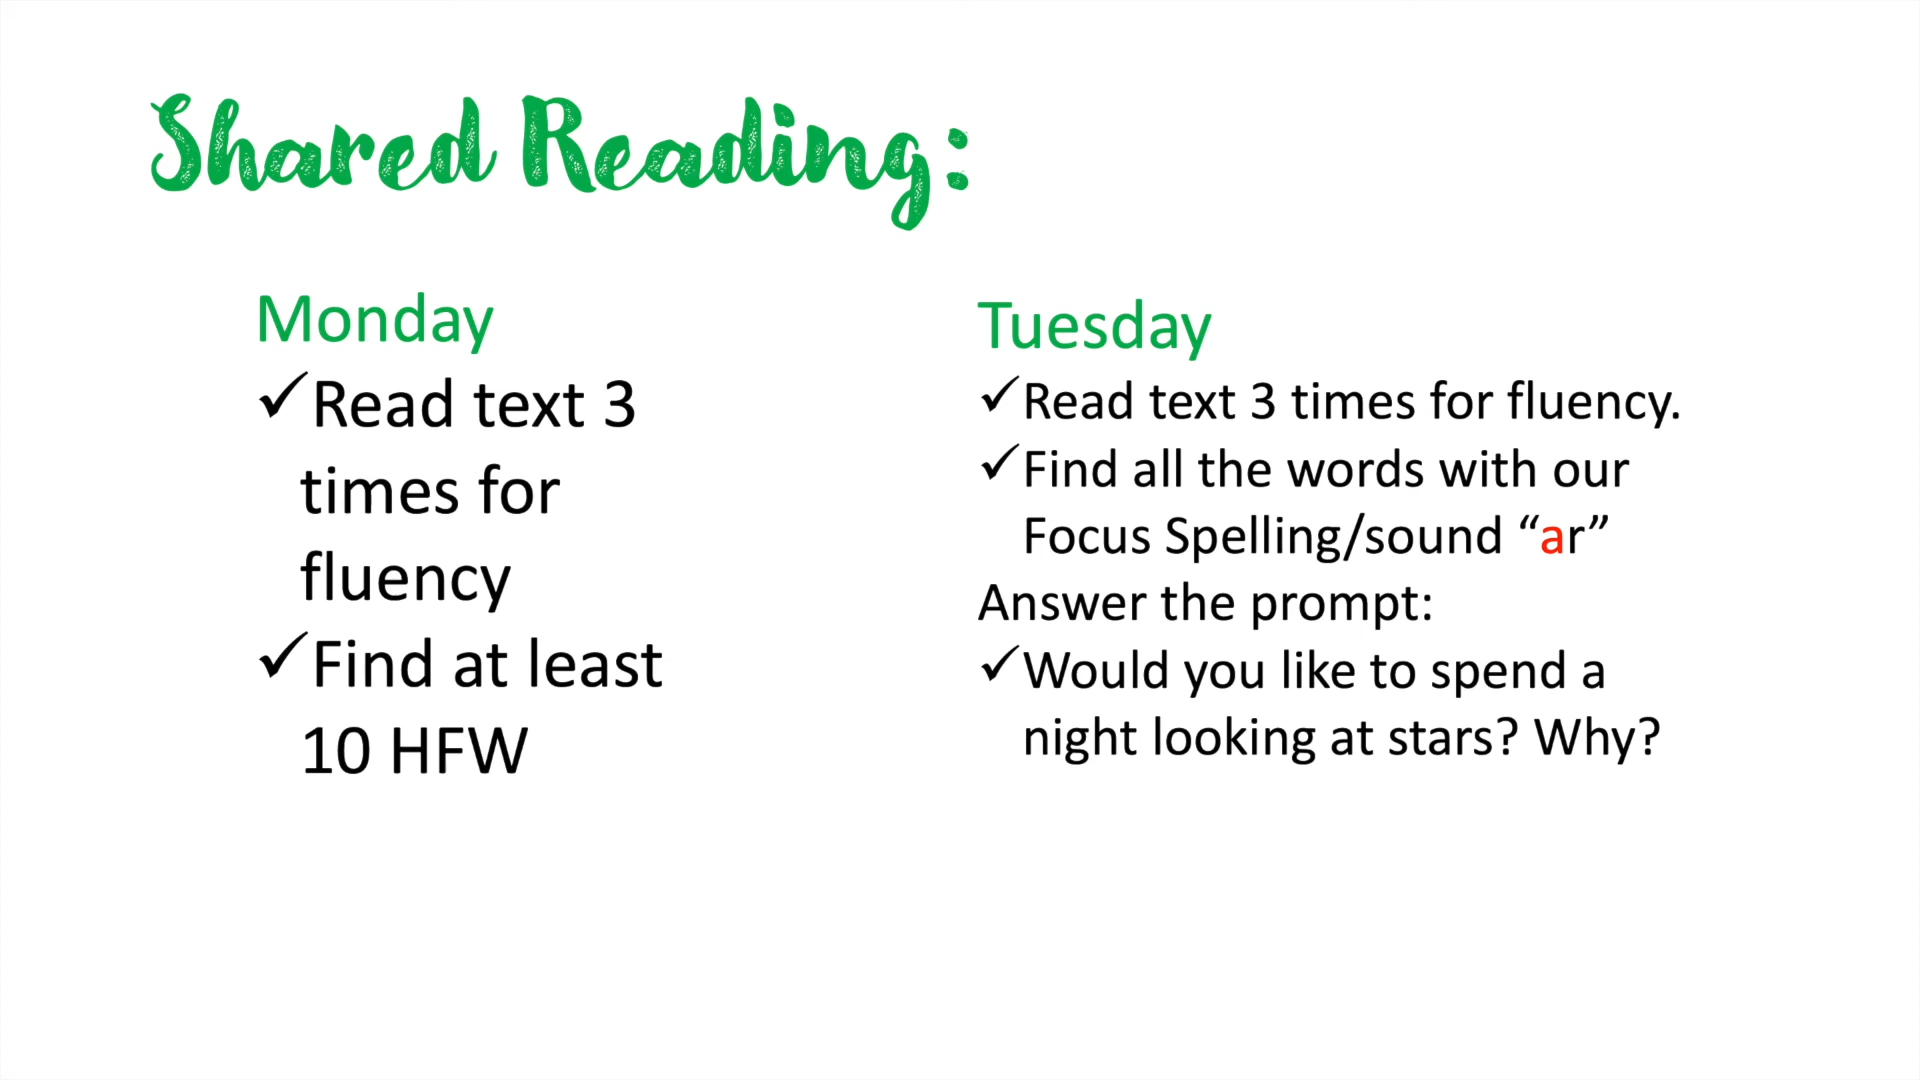 Shared Reading:
Monday
✓Read text 3
times for
fluency
✓Find at least
10 HFW
Tuesday
✓Read text 3 times for fluency.
✓Find all the words with our
Focus Spelling/sound “ar”
Answer the prompt:
✓Would you like to spend a
night looking at stars? Why?